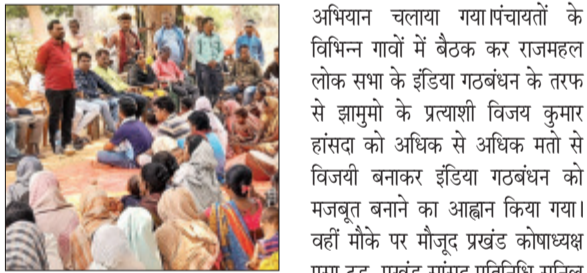 अभियान चलाया गया।पंचायतों के
विभिन्न गावों में बैठक कर राजमहल
लोक सभा के इंडिया गठबंधन के तरफ
से झामुमो के प्रत्याशी विजय कुमार
हांसदा को अधिक से अधिक मतो से
विजयी बनाकर इंडिया गठबंधन को
मजबूत बनाने का आह्वान किया गया।
वहीं मौके पर मौजूद प्रखंड कोषाध्यक्ष